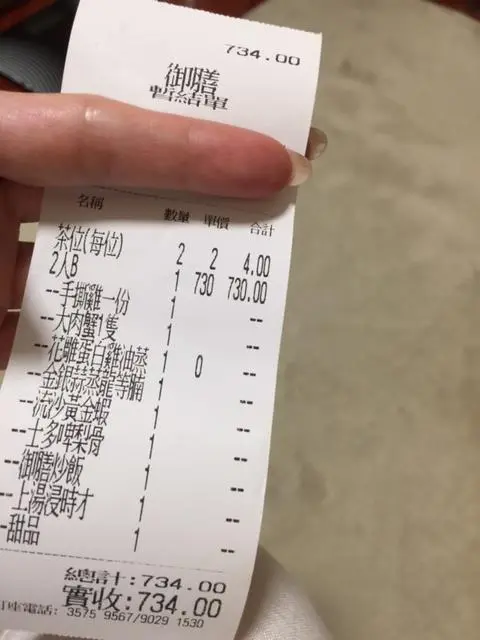 734.00
御膳
暫結單
名稱 數量 單價 合計
茶位(每位) 2 2 4.00
2人B 1 730 730.00
--手撕雞一份 1 --
--大肉蟹1隻 1 --
--花雕蛋白雞油蒸 1 0 --
--金銀蒜蒸龍等腩 1 --
--流沙黃金蝦 1 --
--士多啤梨骨 1 --
--御膳炒飯 1 --
--上湯浸時才 1 --
-甜品 1 --
總計:734.00
實收:734.00
訂座電話: 3575 9567/9029 1530